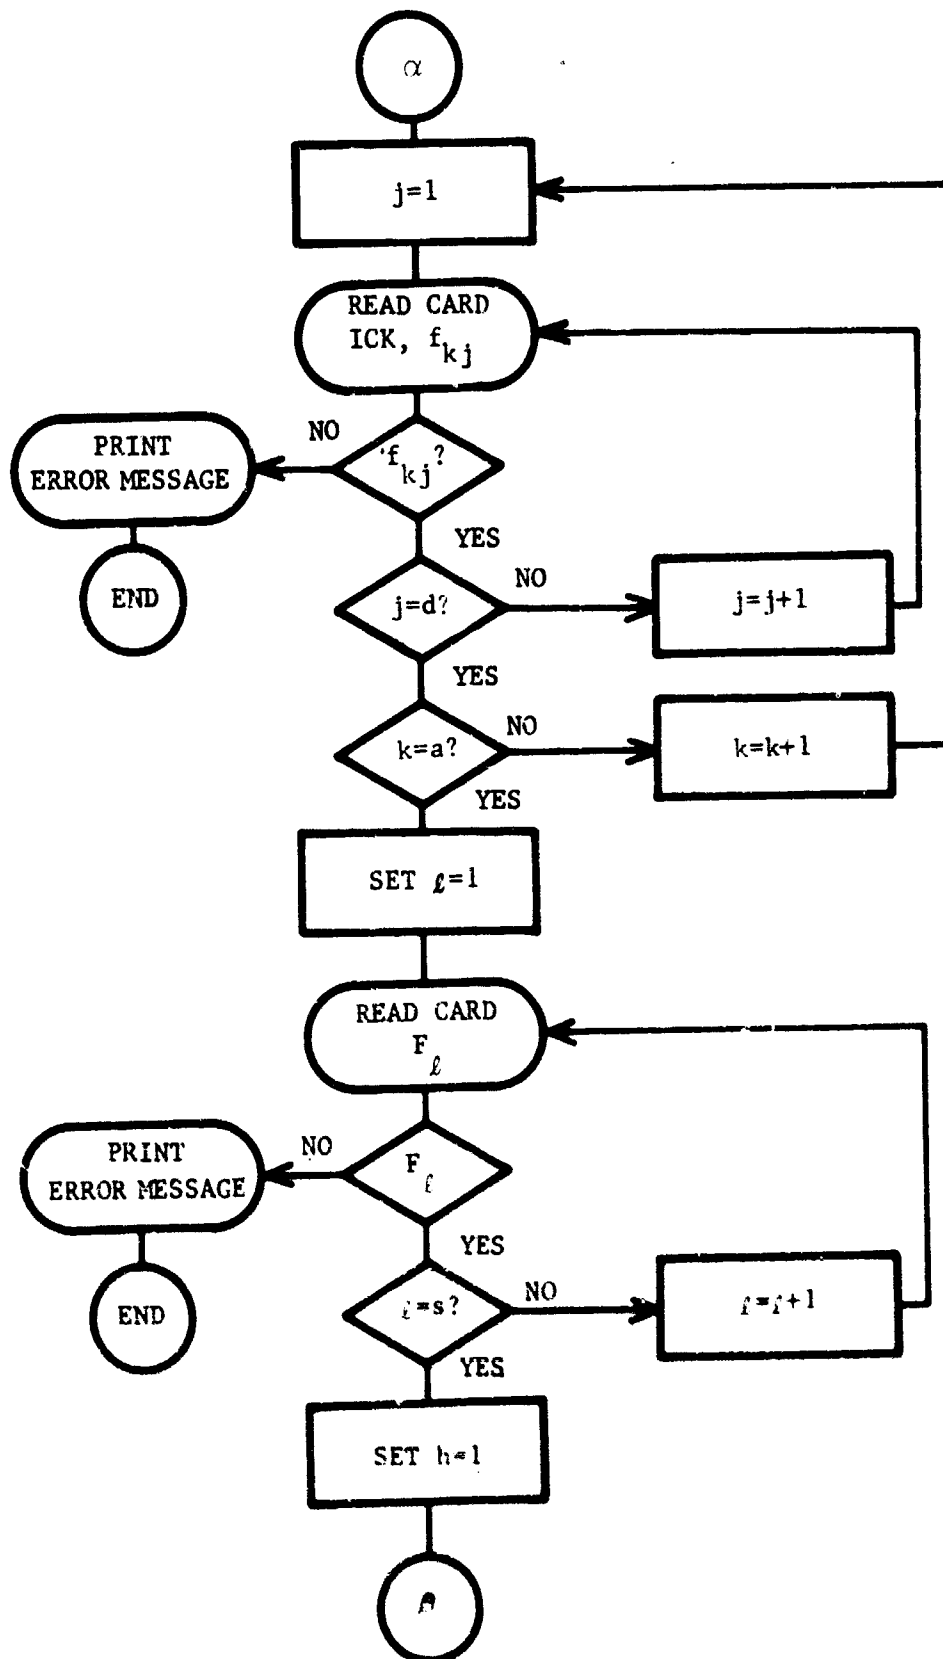 α
j=1
READ CARD
ICK, f_kj
NO
PRINT
ERROR MESSAGE
f_kj?
YES
END
j=d?
NO
j=j+1
YES
k=a?
NO
k=k+1
YES
SET ℓ=1
READ CARD
F_ℓ
NO
PRINT
ERROR MESSAGE
F_ℓ
YES
END
ℓ=s?
NO
ℓ=ℓ+1
YES
SET h=1